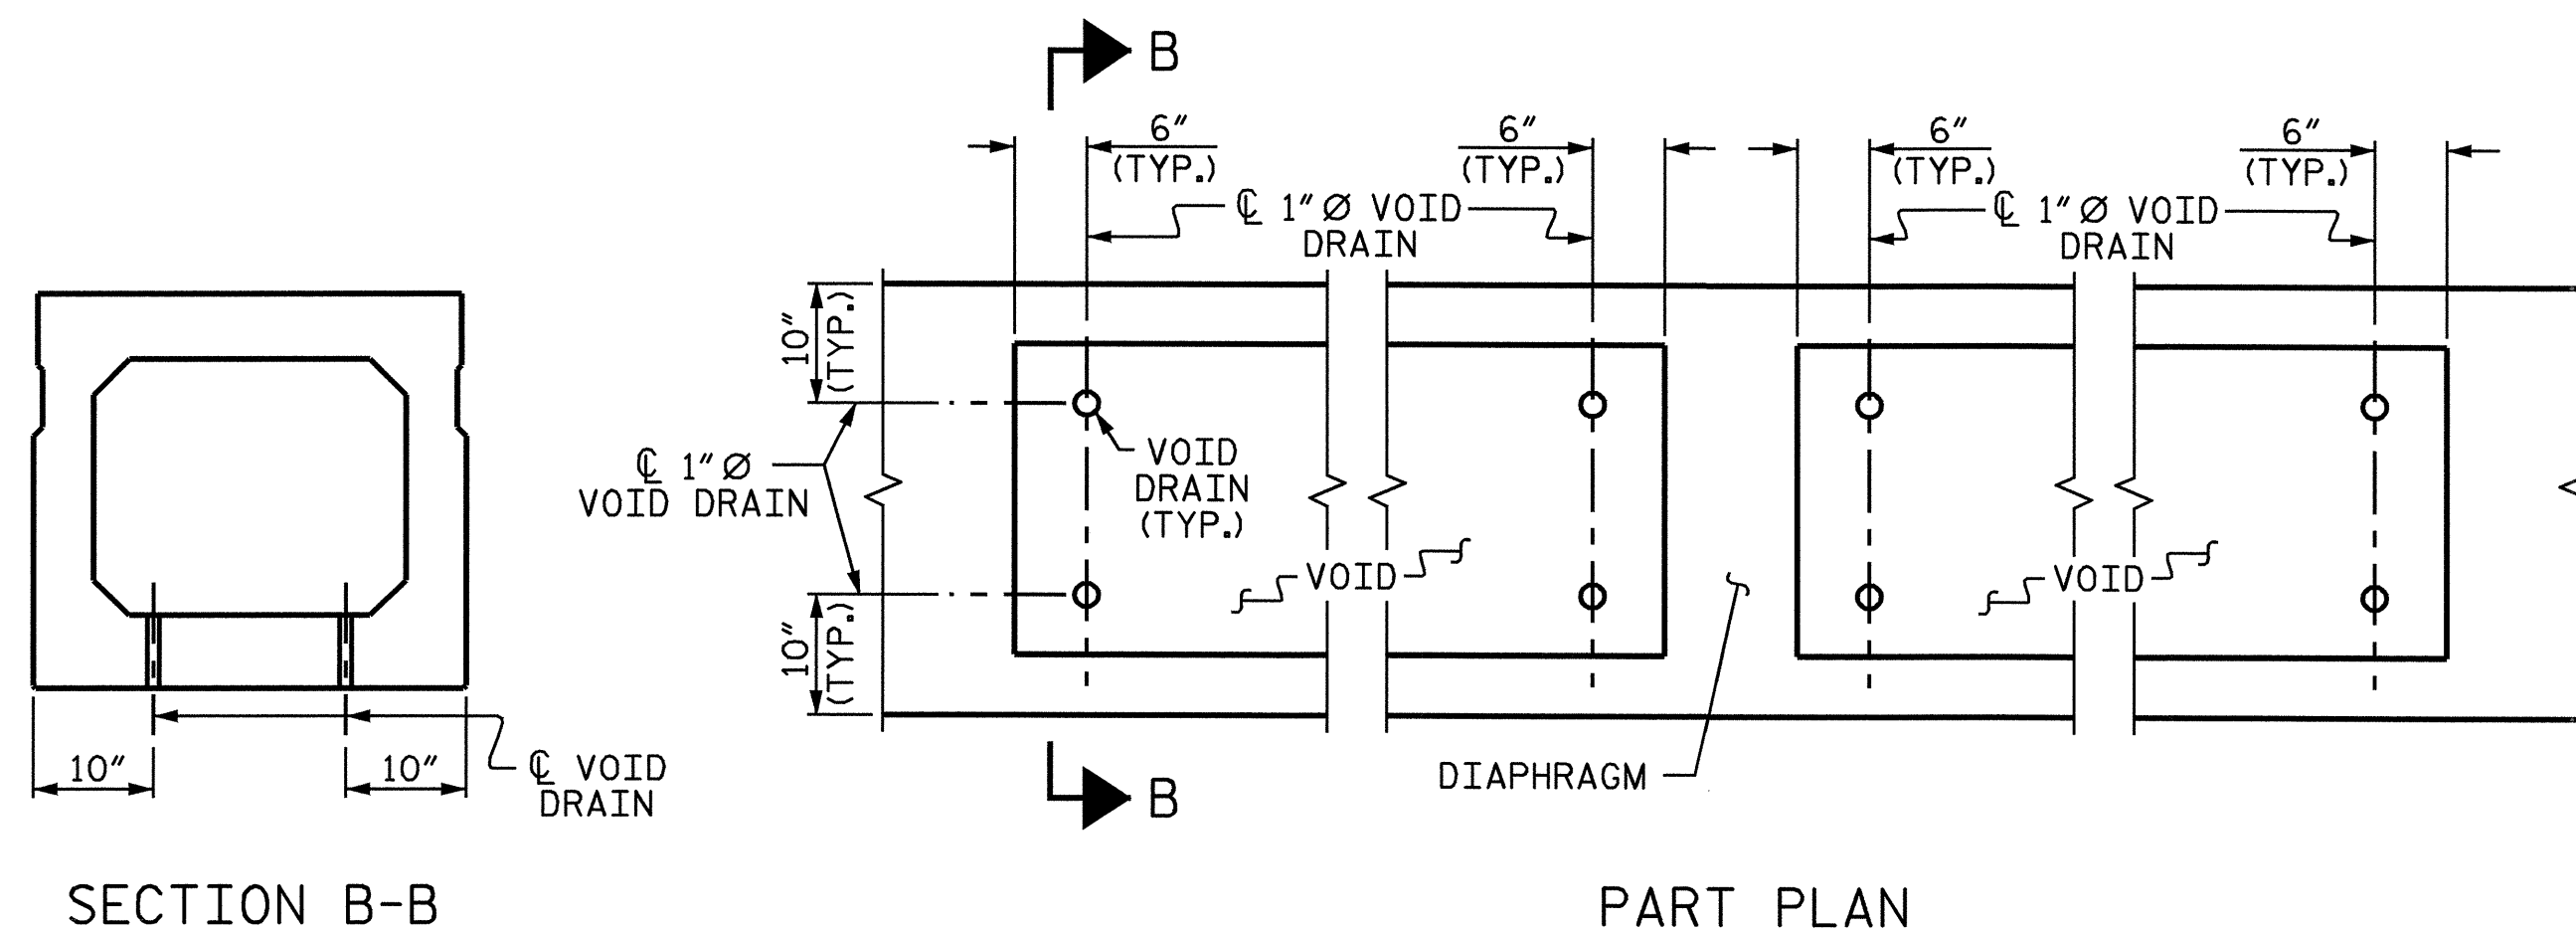 B
6" 6" 6" 6"
(TYP.) (TYP.) (TYP.) (TYP.)
℄ 1"Ø VOID
DRAIN
℄ 1"Ø VOID
DRAIN
10"
(TYP.)
℄ 1"Ø
VOID DRAIN
VOID
DRAIN
(TYP.)
VOID
VOID
10"
(TYP.)
10" 10"
℄ VOID
DRAIN
DIAPHRAGM
B
SECTION B-B
PART PLAN